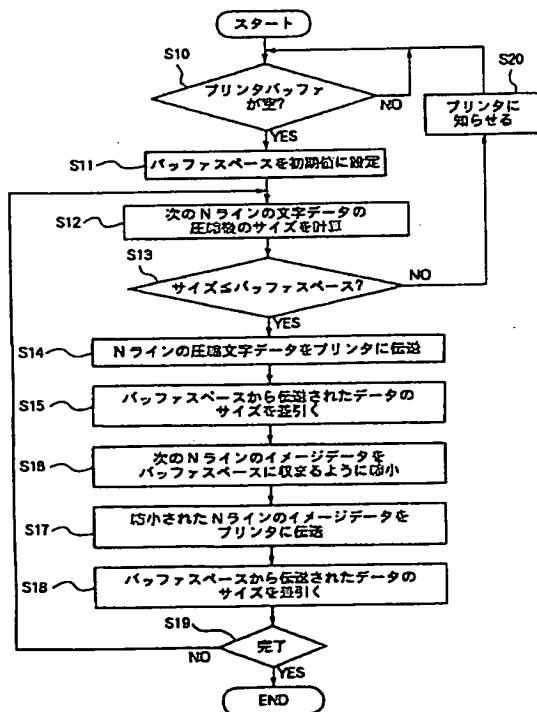 スタート
S10
プリンタバッファ
が空?
NO
S20
プリンタに
知らせる
YES
S11
バッファスペースを初期値に設定
S12
次のNラインの文字データの
圧縮後のサイズを計算
S13
サイズ≦バッファスペース?
NO
YES
S14
Nラインの圧縮文字データをプリンタに伝送
S15
バッファスペースから伝送されたデータの
サイズを差引く
S16
次のNラインのイメージデータを
バッファスペースに収まるように縮小
S17
縮小されたNラインのイメージデータを
プリンタに伝送
S18
バッファスペースから伝送されたデータの
サイズを差引く
S19
完了
NO
YES
END